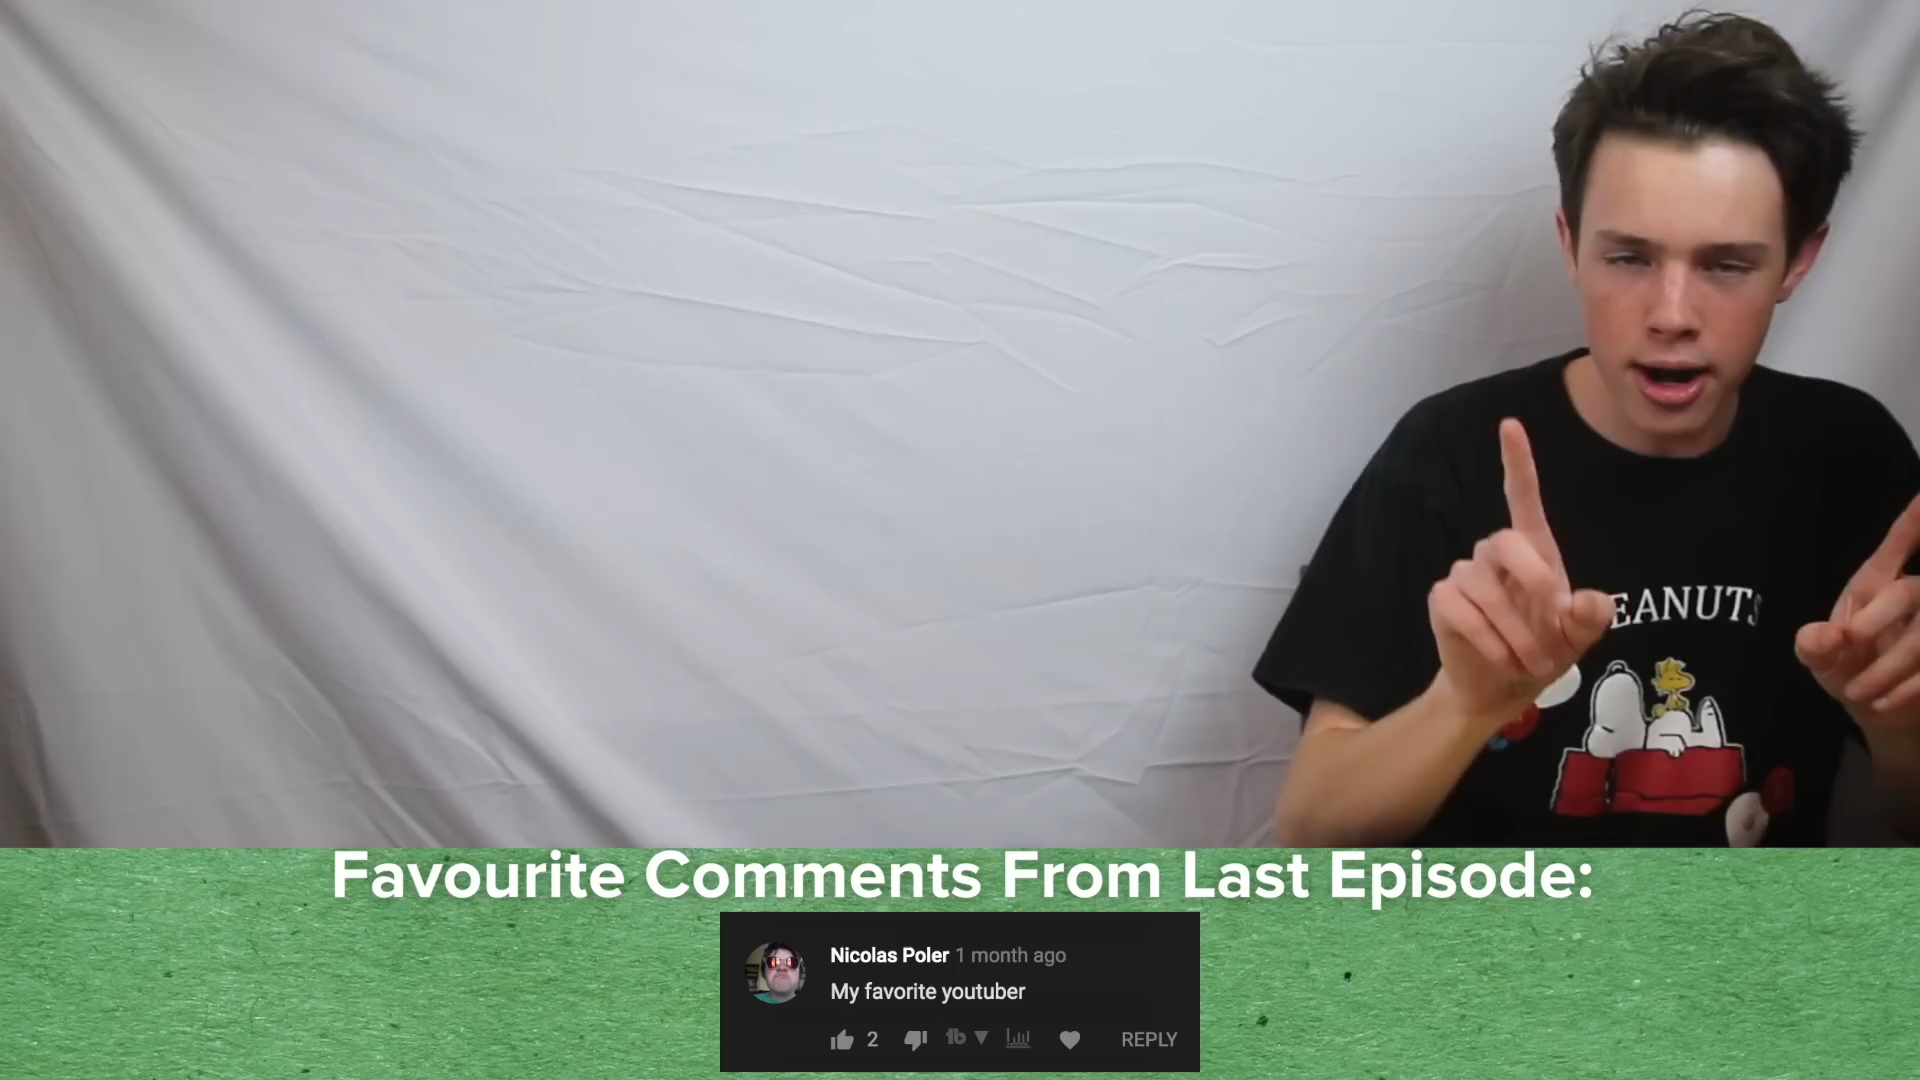 EANUTS
Favourite Comments From Last Episode:
Nicolas Poler 1 month ago
My favorite youtuber
2
REPLY